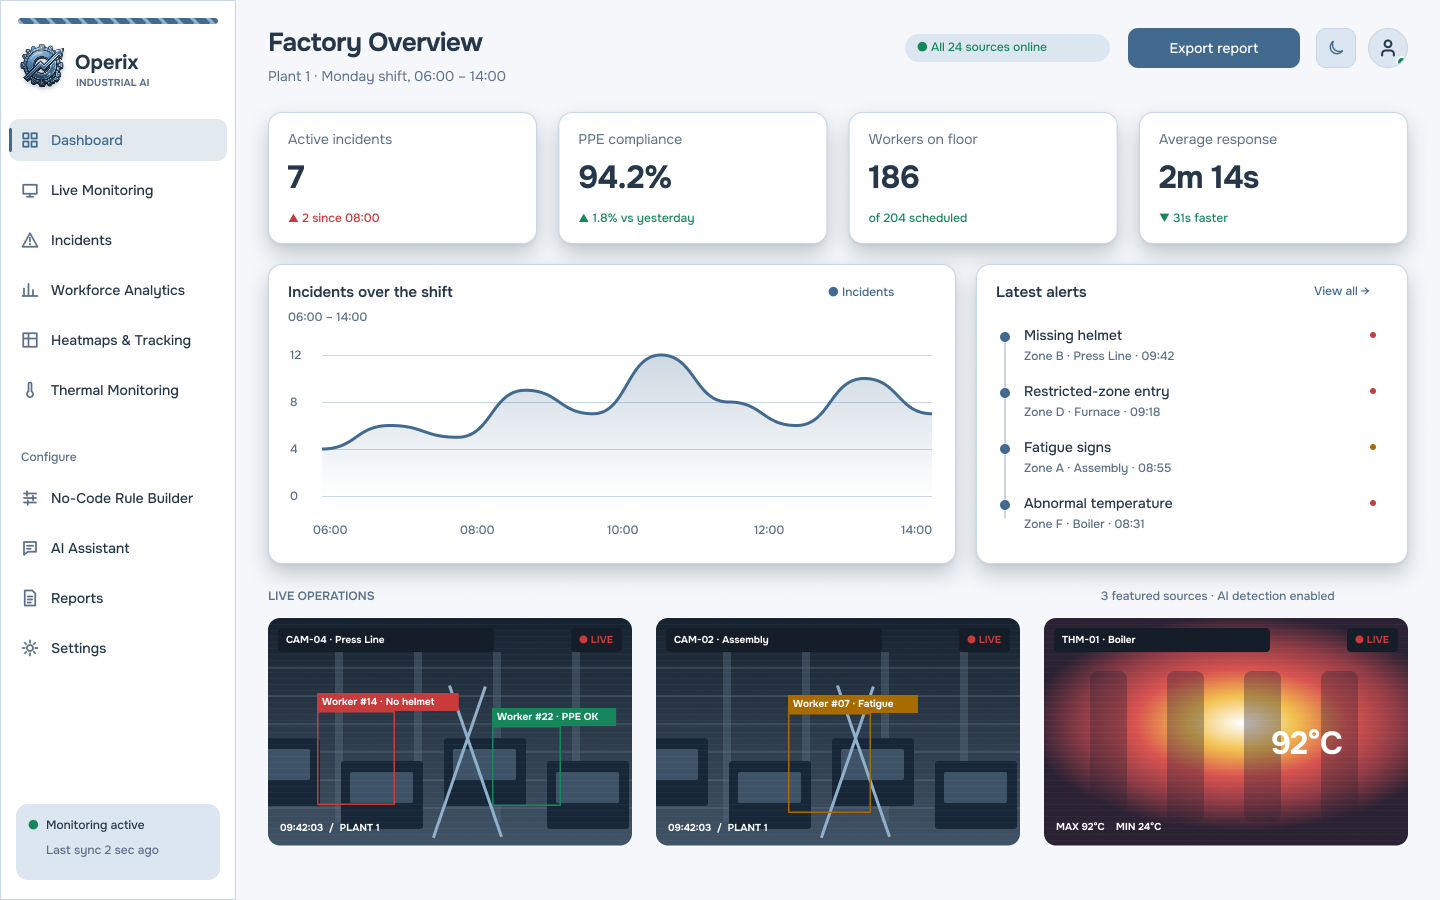 Operix
INDUSTRIAL AI
Dashboard
Live Monitoring
Incidents
Workforce Analytics
Heatmaps & Tracking
Thermal Monitoring
Configure
No-Code Rule Builder
AI Assistant
Reports
Settings
Monitoring active
Last sync 2 sec ago
Factory Overview
Plant 1 · Monday shift, 06:00 – 14:00
All 24 sources online
Export report
Active incidents
7
▲ 2 since 08:00
PPE compliance
94.2%
▲ 1.8% vs yesterday
Workers on floor
186
of 204 scheduled
Average response
2m 14s
▼ 31s faster
Incidents over the shift
Incidents
06:00 – 14:00
12
8
4
0
06:00 08:00 10:00 12:00 14:00
Latest alerts
View all →
Missing helmet
Zone B · Press Line · 09:42
Restricted-zone entry
Zone D · Furnace · 09:18
Fatigue signs
Zone A · Assembly · 08:55
Abnormal temperature
Zone F · Boiler · 08:31
LIVE OPERATIONS
3 featured sources · AI detection enabled
CAM-04 · Press Line
LIVE
Worker #14 · No helmet
Worker #22 · PPE OK
09:42:03 / PLANT 1
CAM-02 · Assembly
LIVE
Worker #07 · Fatigue
09:42:03 / PLANT 1
THM-01 · Boiler
LIVE
92°C
MAX 92°C MIN 24°C